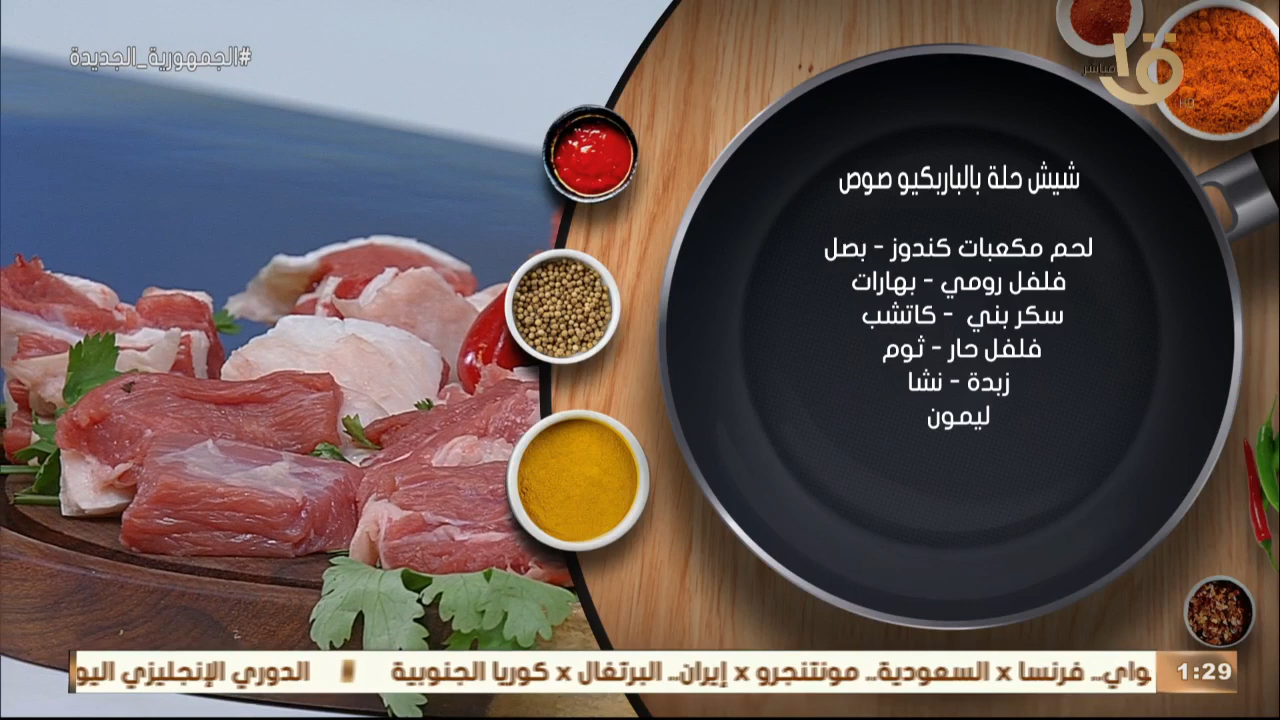 #الجمهورية_الجديدة
مباشر
HD
شيش حلة بالباربكيو صوص
لحم مكعبات كندوز - بصل
فلفل رومي - بهارات
سكر بني - كاتشب
فلفل حار - ثوم
زبدة - نشا
ليمون
1:29
واي.. فرنسا x السعودية.. مونتنجرو x إيران.. البرتغال x كوريا الجنوبية
الدوري الإنجليزي